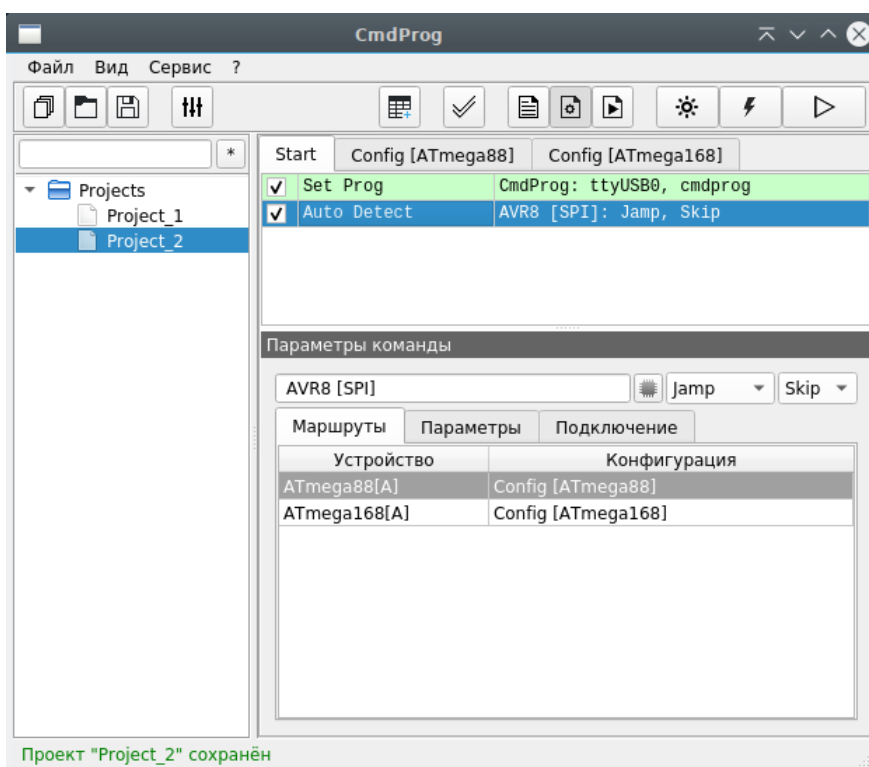 CmdProg
Файл Вид Сервис ?
*
Start Config [ATmega88] Config [ATmega168]
Projects
Project_1
Project_2
Set Prog CmdProg: ttyUSB0, cmdprog
Auto Detect AVR8 [SPI]: Jamp, Skip
Параметры команды
AVR8 [SPI] Jamp Skip
Маршруты Параметры Подключение
Устройство Конфигурация
ATmega88[A] Config [ATmega88]
ATmega168[A] Config [ATmega168]
Проект "Project_2" сохранён